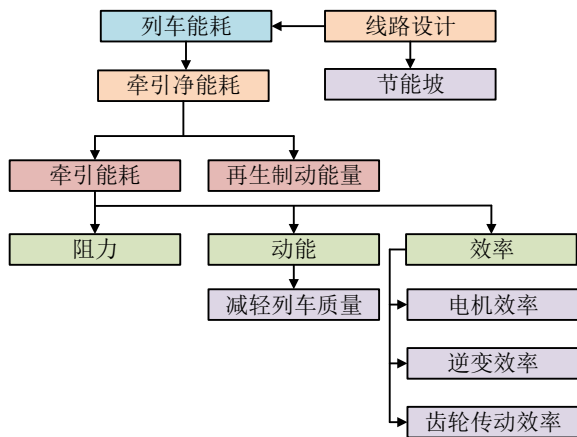 列车能耗
线路设计
牵引净能耗
节能坡
牵引能耗
再生制动能量
阻力
动能
效率
减轻列车质量
电机效率
逆变效率
齿轮传动效率